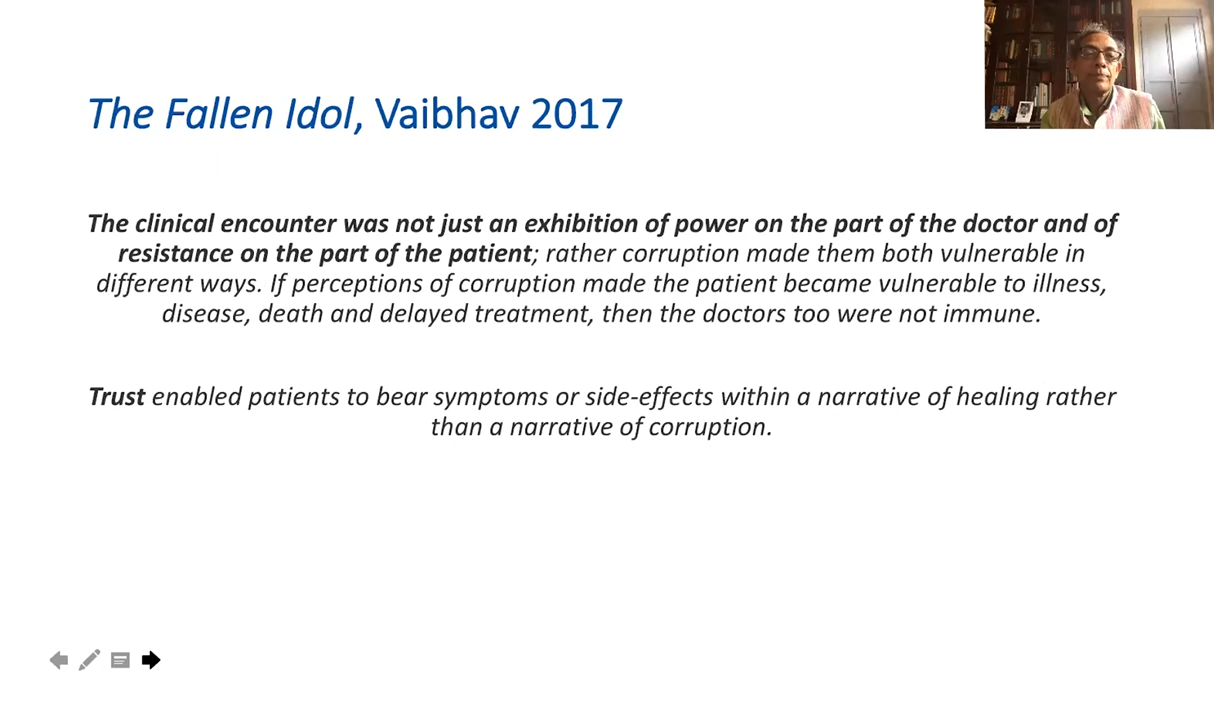 The Fallen Idol, Vaibhav 2017
The clinical encounter was not just an exhibition of power on the part of the doctor and of
resistance on the part of the patient; rather corruption made them both vulnerable in
different ways. If perceptions of corruption made the patient became vulnerable to illness,
disease, death and delayed treatment, then the doctors too were not immune.
Trust enabled patients to bear symptoms or side-effects within a narrative of healing rather
than a narrative of corruption.